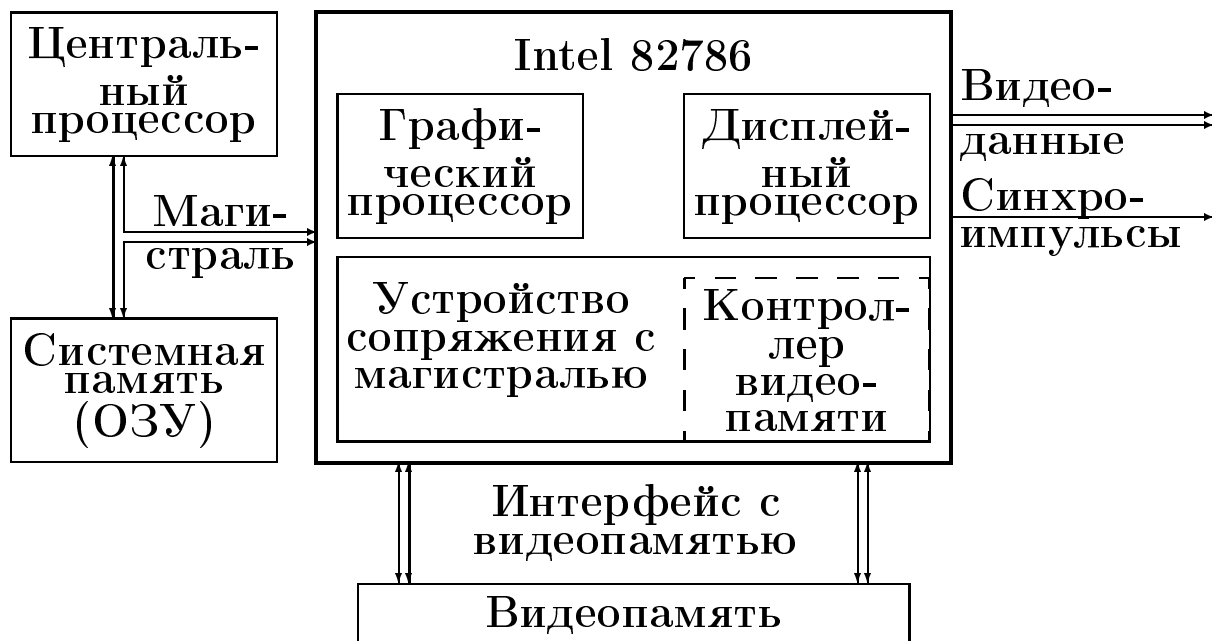 Централь-
ный
процессор
Intel 82786
Графи-
ческий
процессор
Дисплей-
ный
процессор
Видео-
данные
Синхро-
импульсы
Маги-
страль
Системная
память
(ОЗУ)
Устройство
сопряжения с
магистралью
Контрол-
лер
видео-
памяти
Интерфейс с
видеопамятью
Видеопамять